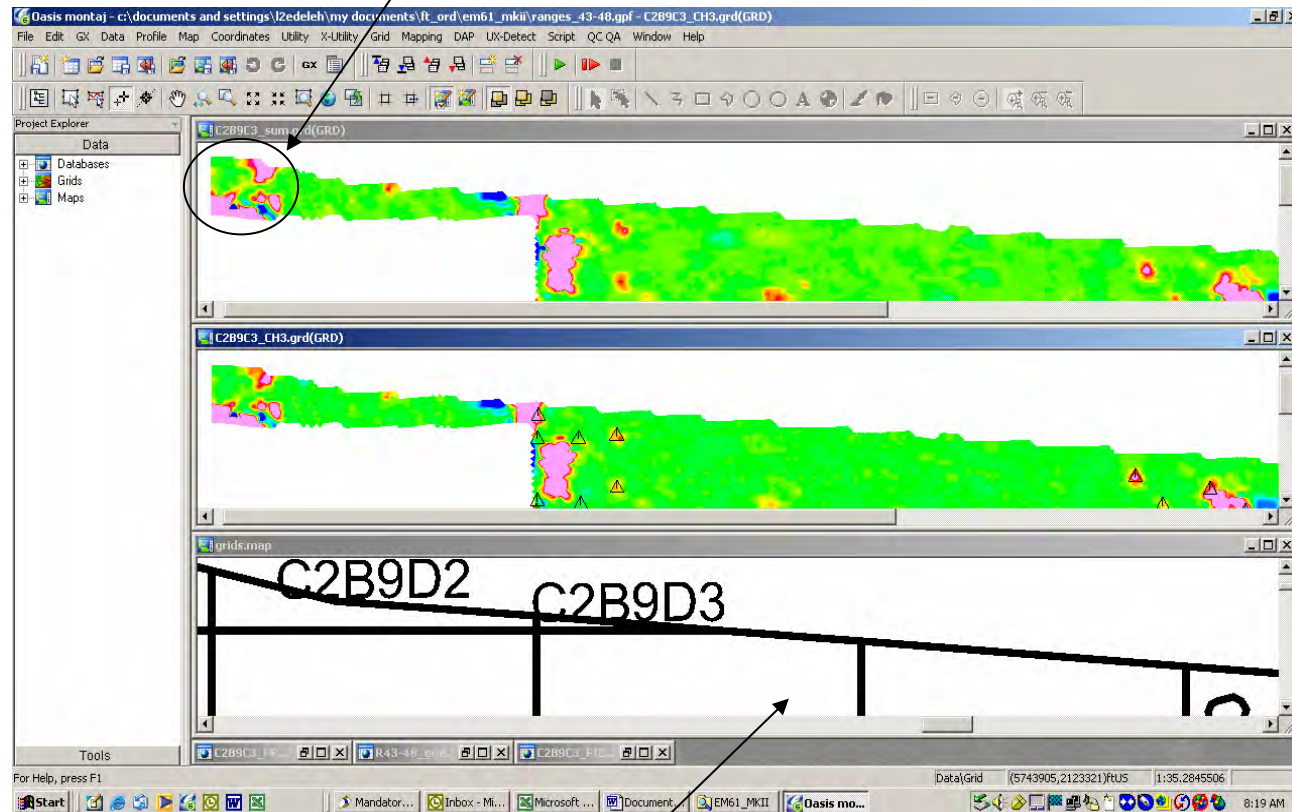 Oasis montaj - c:\documents and settings\l2edeleh\my documents\ft_ord\em61_mkii\ranges_43-48.gpf - C2B9C3_CH3.grd(GRD)
File Edit GX Data Profile Map Coordinates Utility X-Utility Grid Mapping DAP UX-Detect Script QC QA Window Help
GX
A
Project Explorer
Data
Databases
Grids
Maps
C2B9C3_sum.grd(GRD)
C2B9C3_CH3.grd(GRD)
grids.map
C2B9D2
C2B9D3
Tools
For Help, press F1
Data\Grid (5743905,2123321)ftUS 1:35.2845506
Start Mandator... Inbox - Mi... Microsoft ... Document... EM61_MKII Oasis mo... 8:19 AM